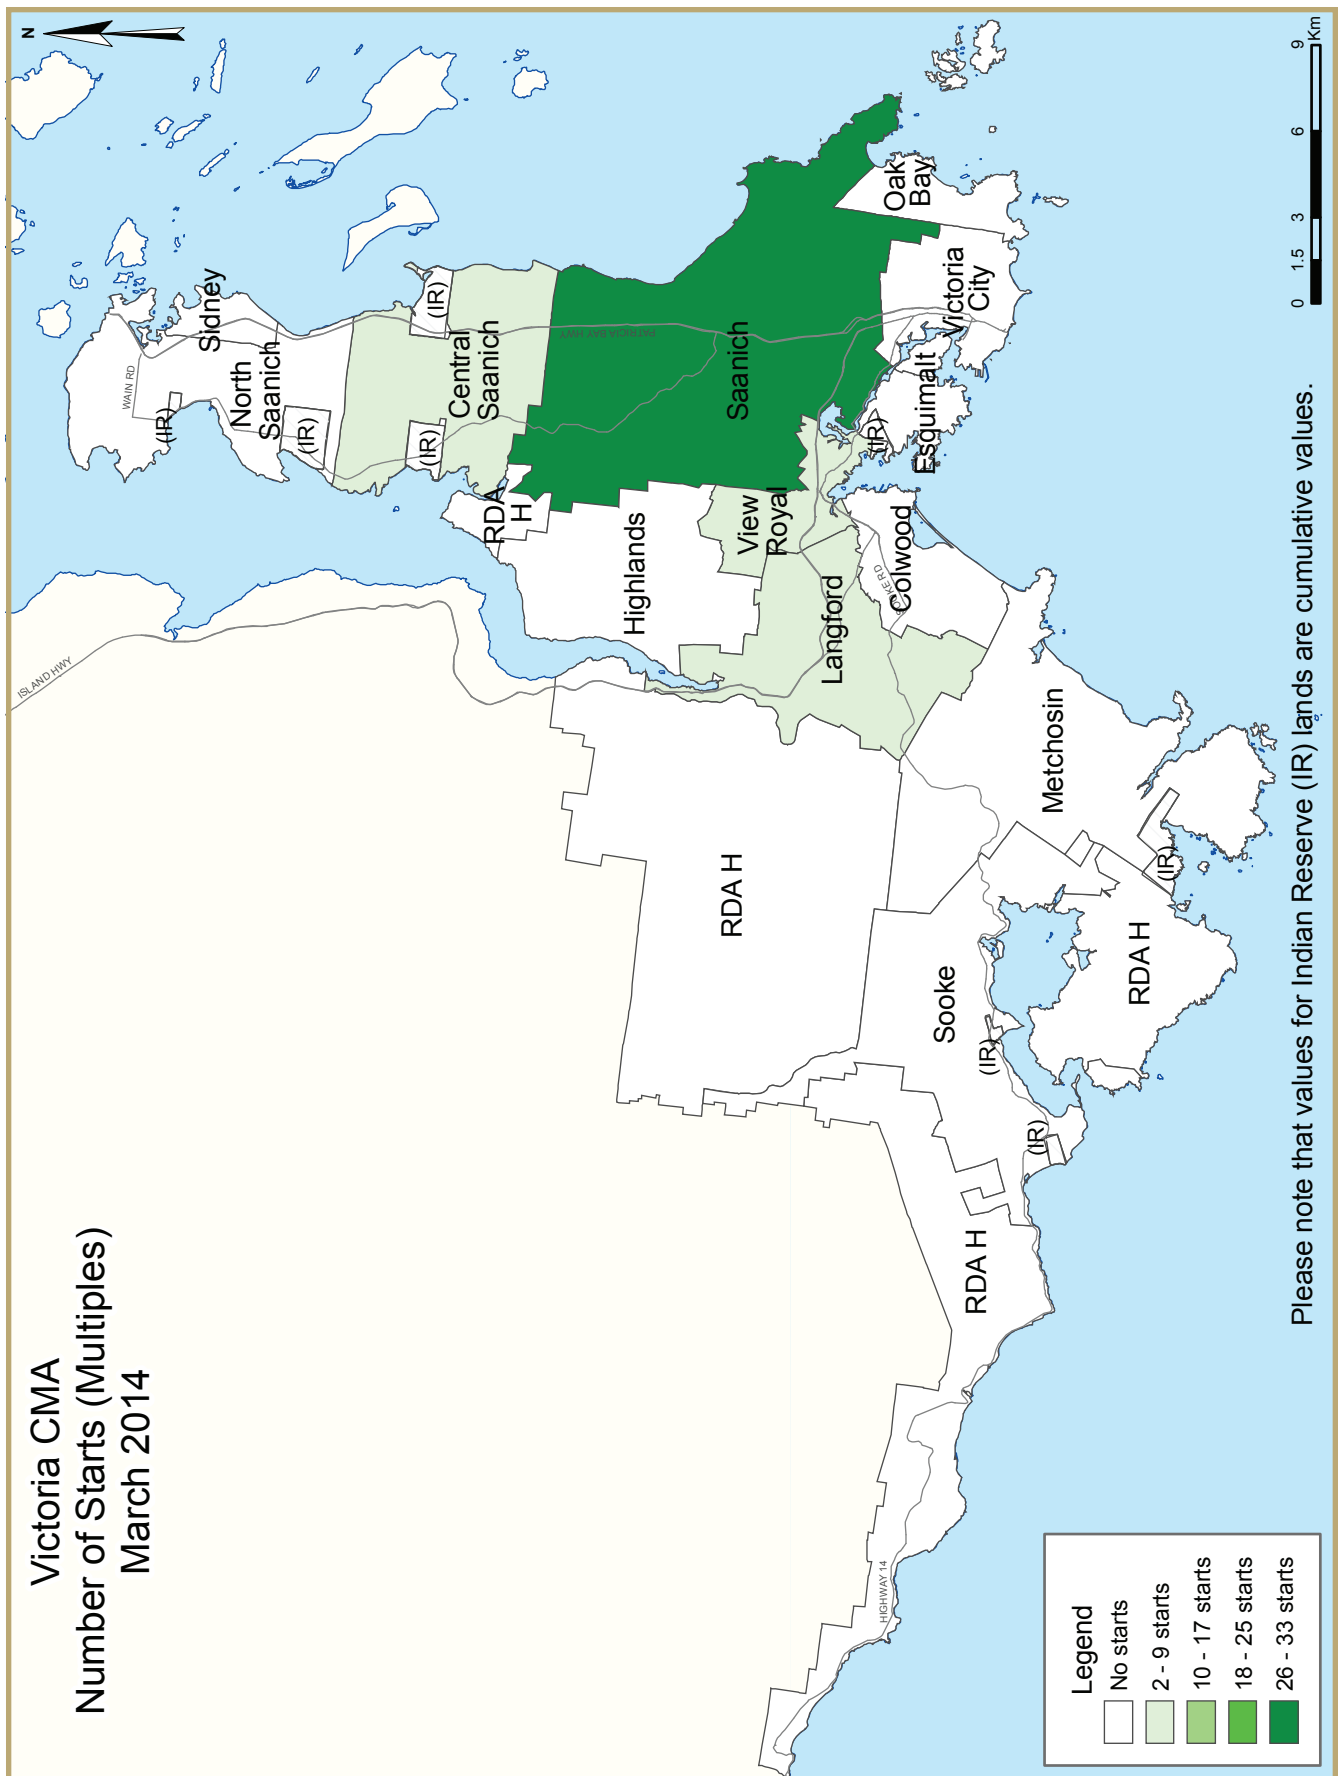 Victoria CMA
Number of Starts (Multiples)
March 2014
N
ISLAND HWY
WAIN RD
Sidney
North
Saanich
(IR)
(IR)
(IR)
(IR)
Central
Saanich
PATRICIA BAY HWY
RDA
H
Saanich
Highlands
View
Royal
Langford
Colwood
SOOKE RD
(IR)
Esquimalt
Victoria
City
Oak
Bay
Metchosin
(IR)
RDA H
RDA H
Sooke
(IR)
(IR)
RDA H
HIGHWAY 14
Legend
No starts
2 - 9 starts
10 - 17 starts
18 - 25 starts
26 - 33 starts
0 1.5 3 6 9
Km
Please note that values for Indian Reserve (IR) lands are cumulative values.